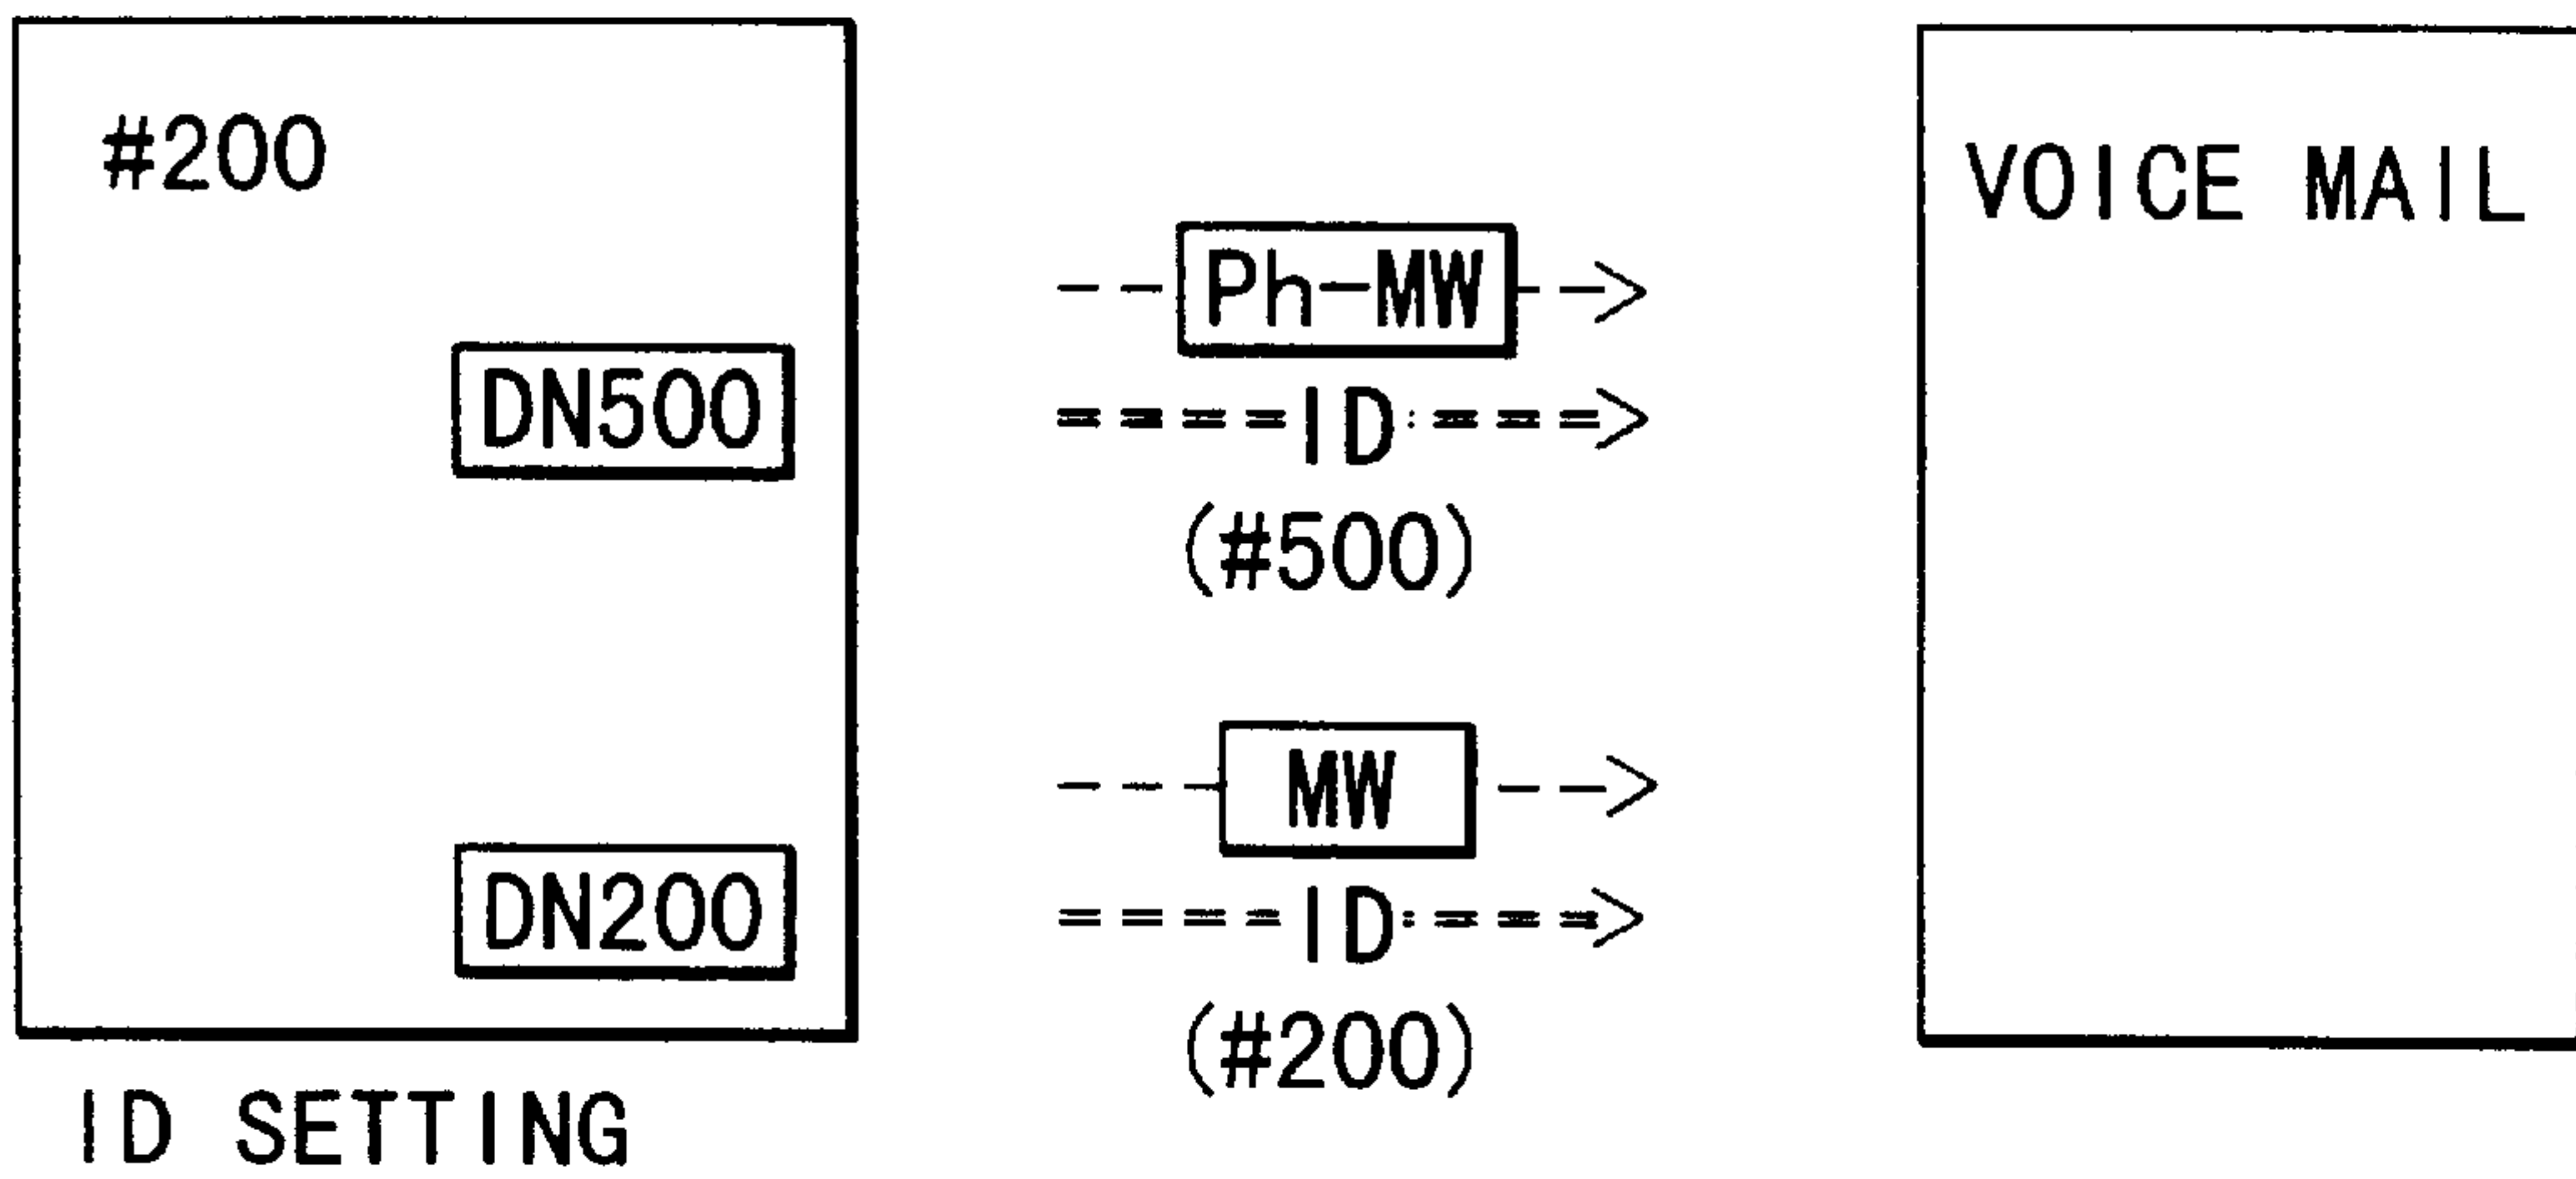 #200
DN500
DN200
ID SETTING
Ph-MW
ID
(#500)
MW
ID
(#200)
VOICE MAIL